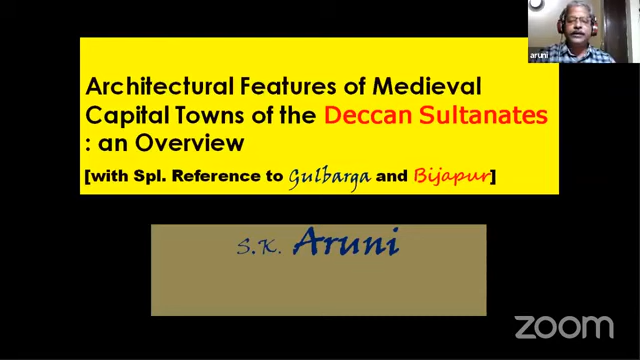 aruni
Architectural Features of Medieval
Capital Towns of the Deccan Sultanates
: an Overview
[with Spl. Reference to Gulbarga and Bijapur]
S.K. Aruni
zoom